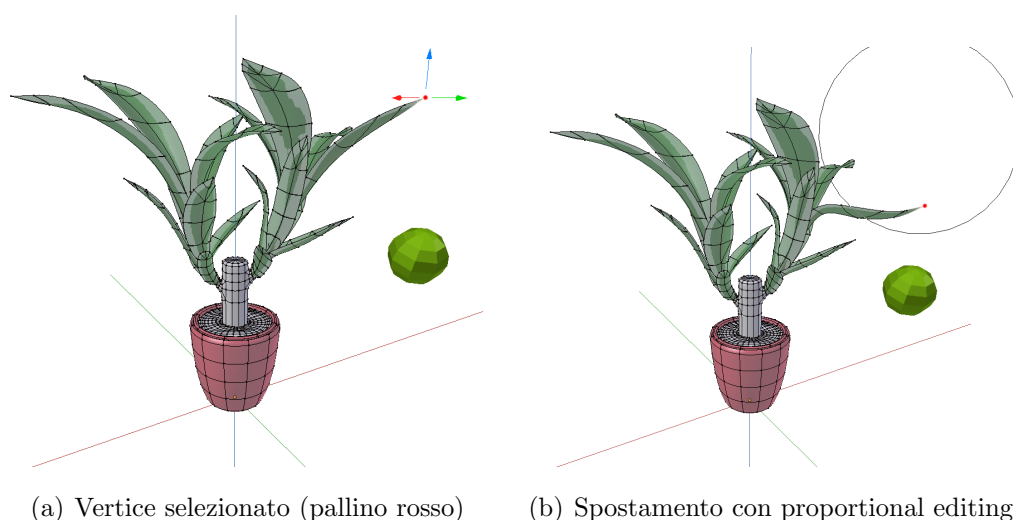 (a) Vertice selezionato (pallino rosso)
(b) Spostamento con proportional editing